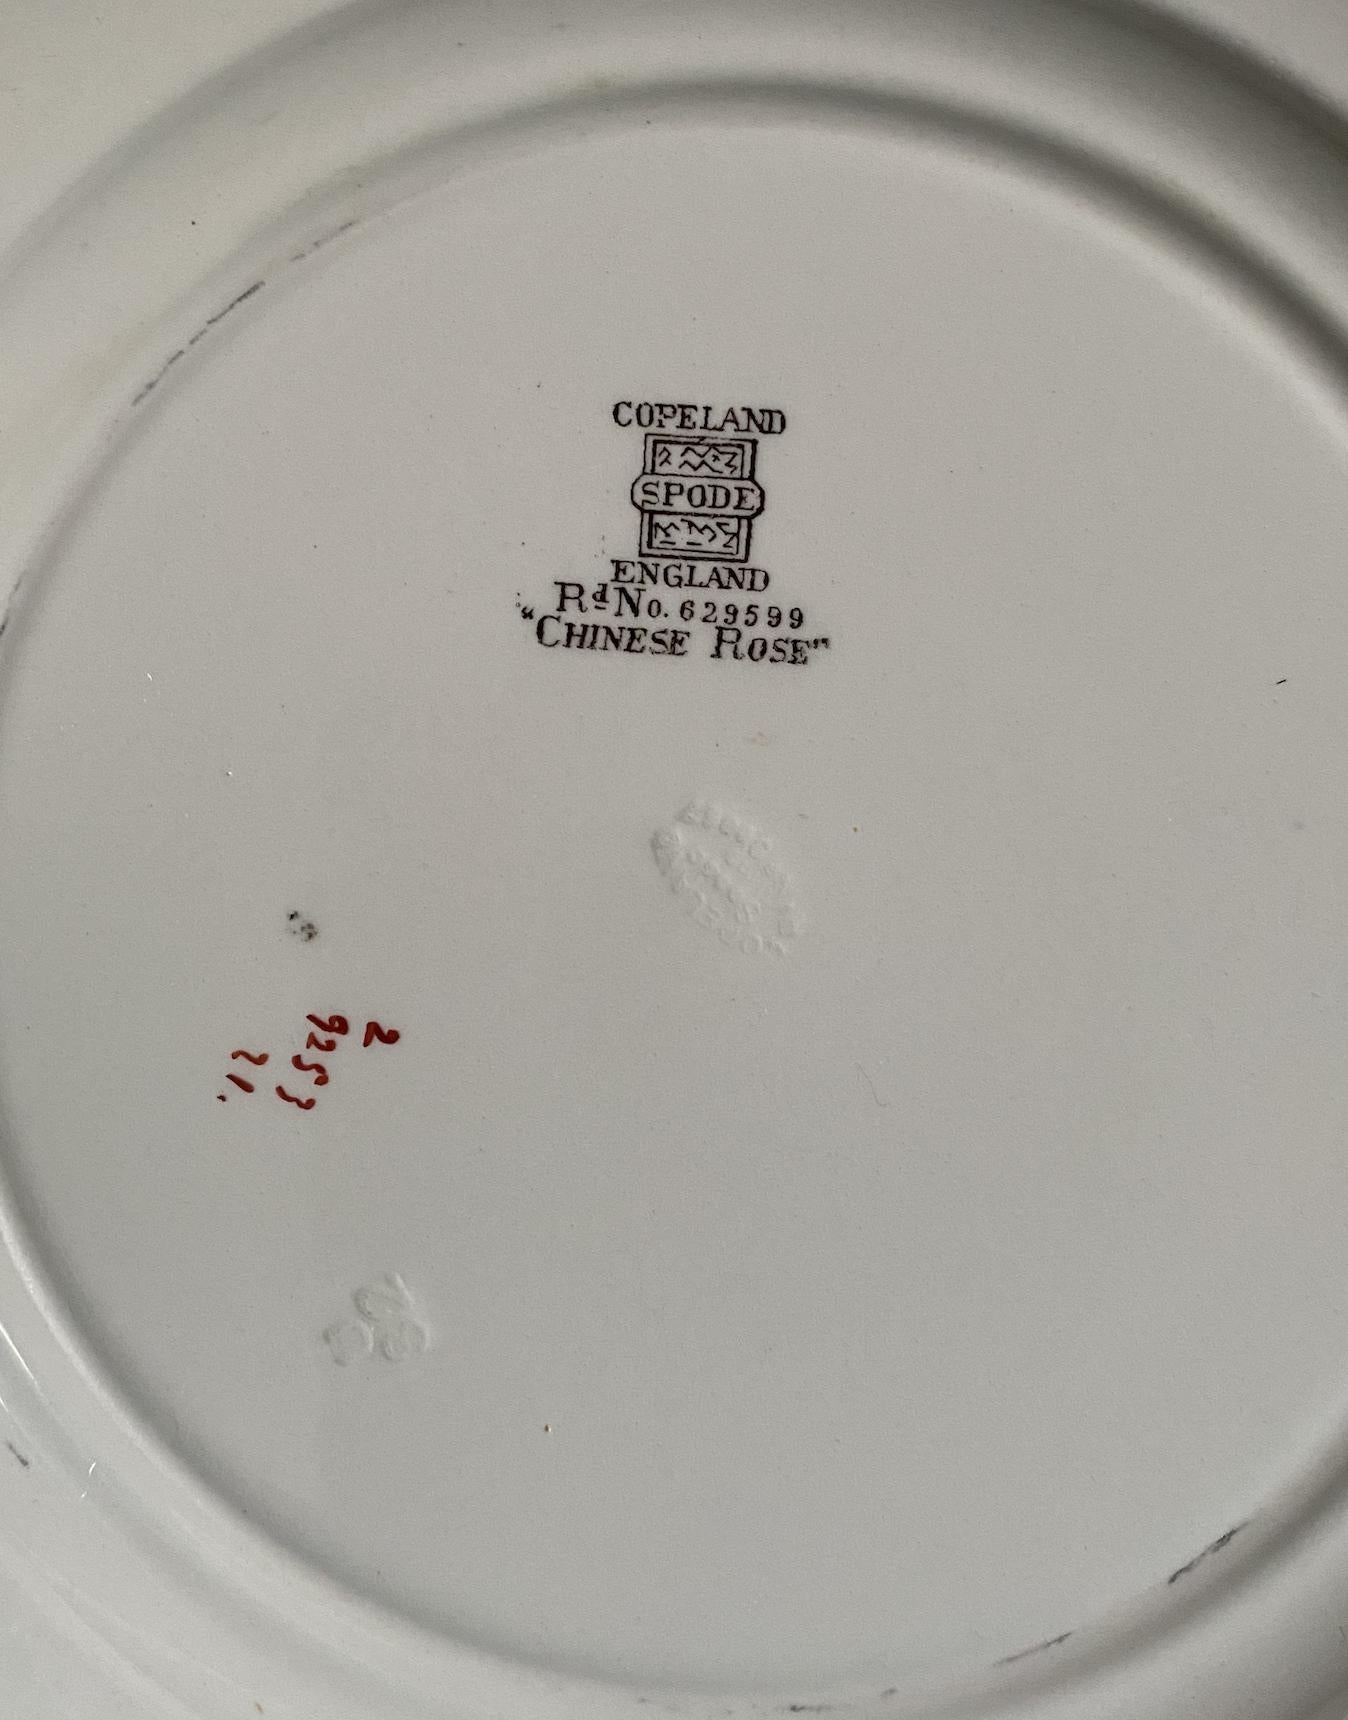 COPELAND
SPODE
ENGLAND
Rd No. 629599
"CHINESE ROSE"
2
9253
21.